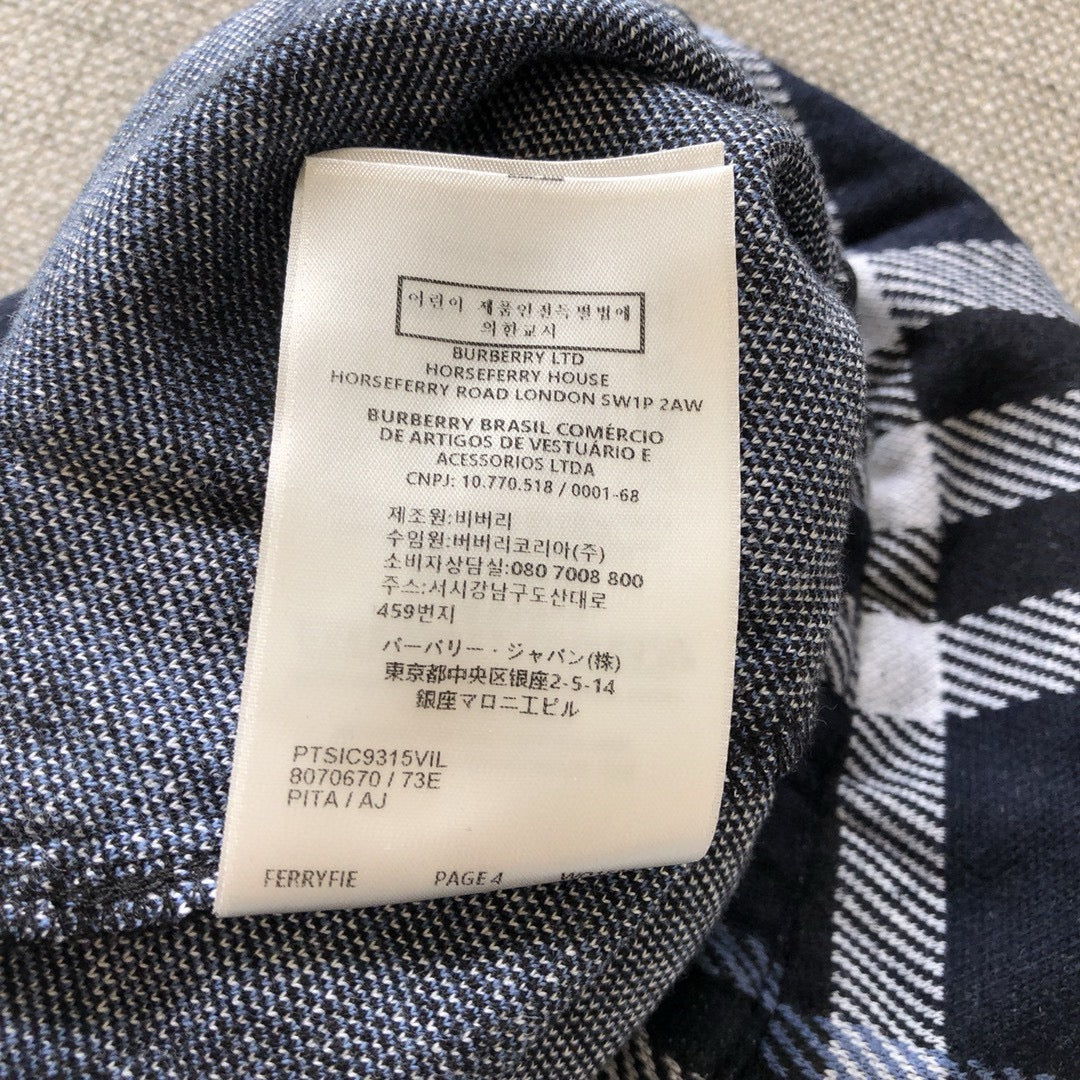 어린이 제품안전특별법에
의한교시
BURBERRY LTD
HORSEFERRY HOUSE
HORSEFERRY ROAD LONDON SW1P 2AW
BURBERRY BRASIL COMÉRCIO
DE ARTIGOS DE VESTUÁRIO E
ACESSORIOS LTDA
CNPJ: 10.770.518 / 0001-68
제조원:비버리
수임원:버버리코리아(주)
소비자상담실:080 7008 800
주스:서시강남구도산대로
459번지
バーバリー・ジャパン(株)
東京都中央区银座2-5-14
銀座マロニエビル
PTSIC9315ViL
8070670 / 73E
PITA / AJ
FERRYFIE PAGE 4